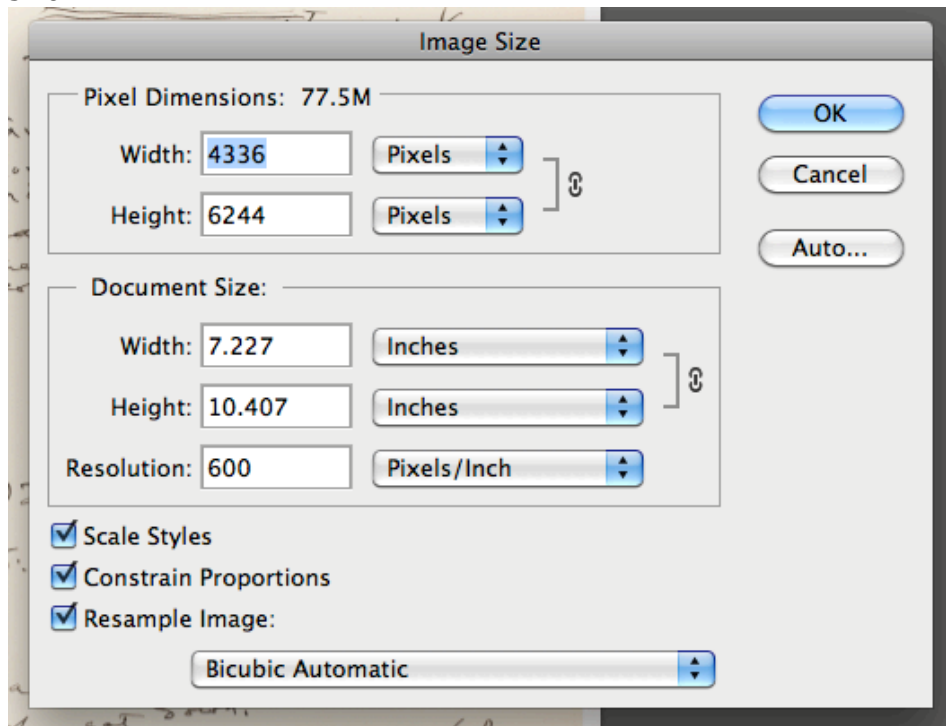 Image Size
Pixel Dimensions: 77.5M
Width: 4336 Pixels
Height: 6244 Pixels
OK
Cancel
Auto...
Document Size:
Width: 7.227 Inches
Height: 10.407 Inches
Resolution: 600 Pixels/Inch
Scale Styles
Constrain Proportions
Resample Image:
Bicubic Automatic